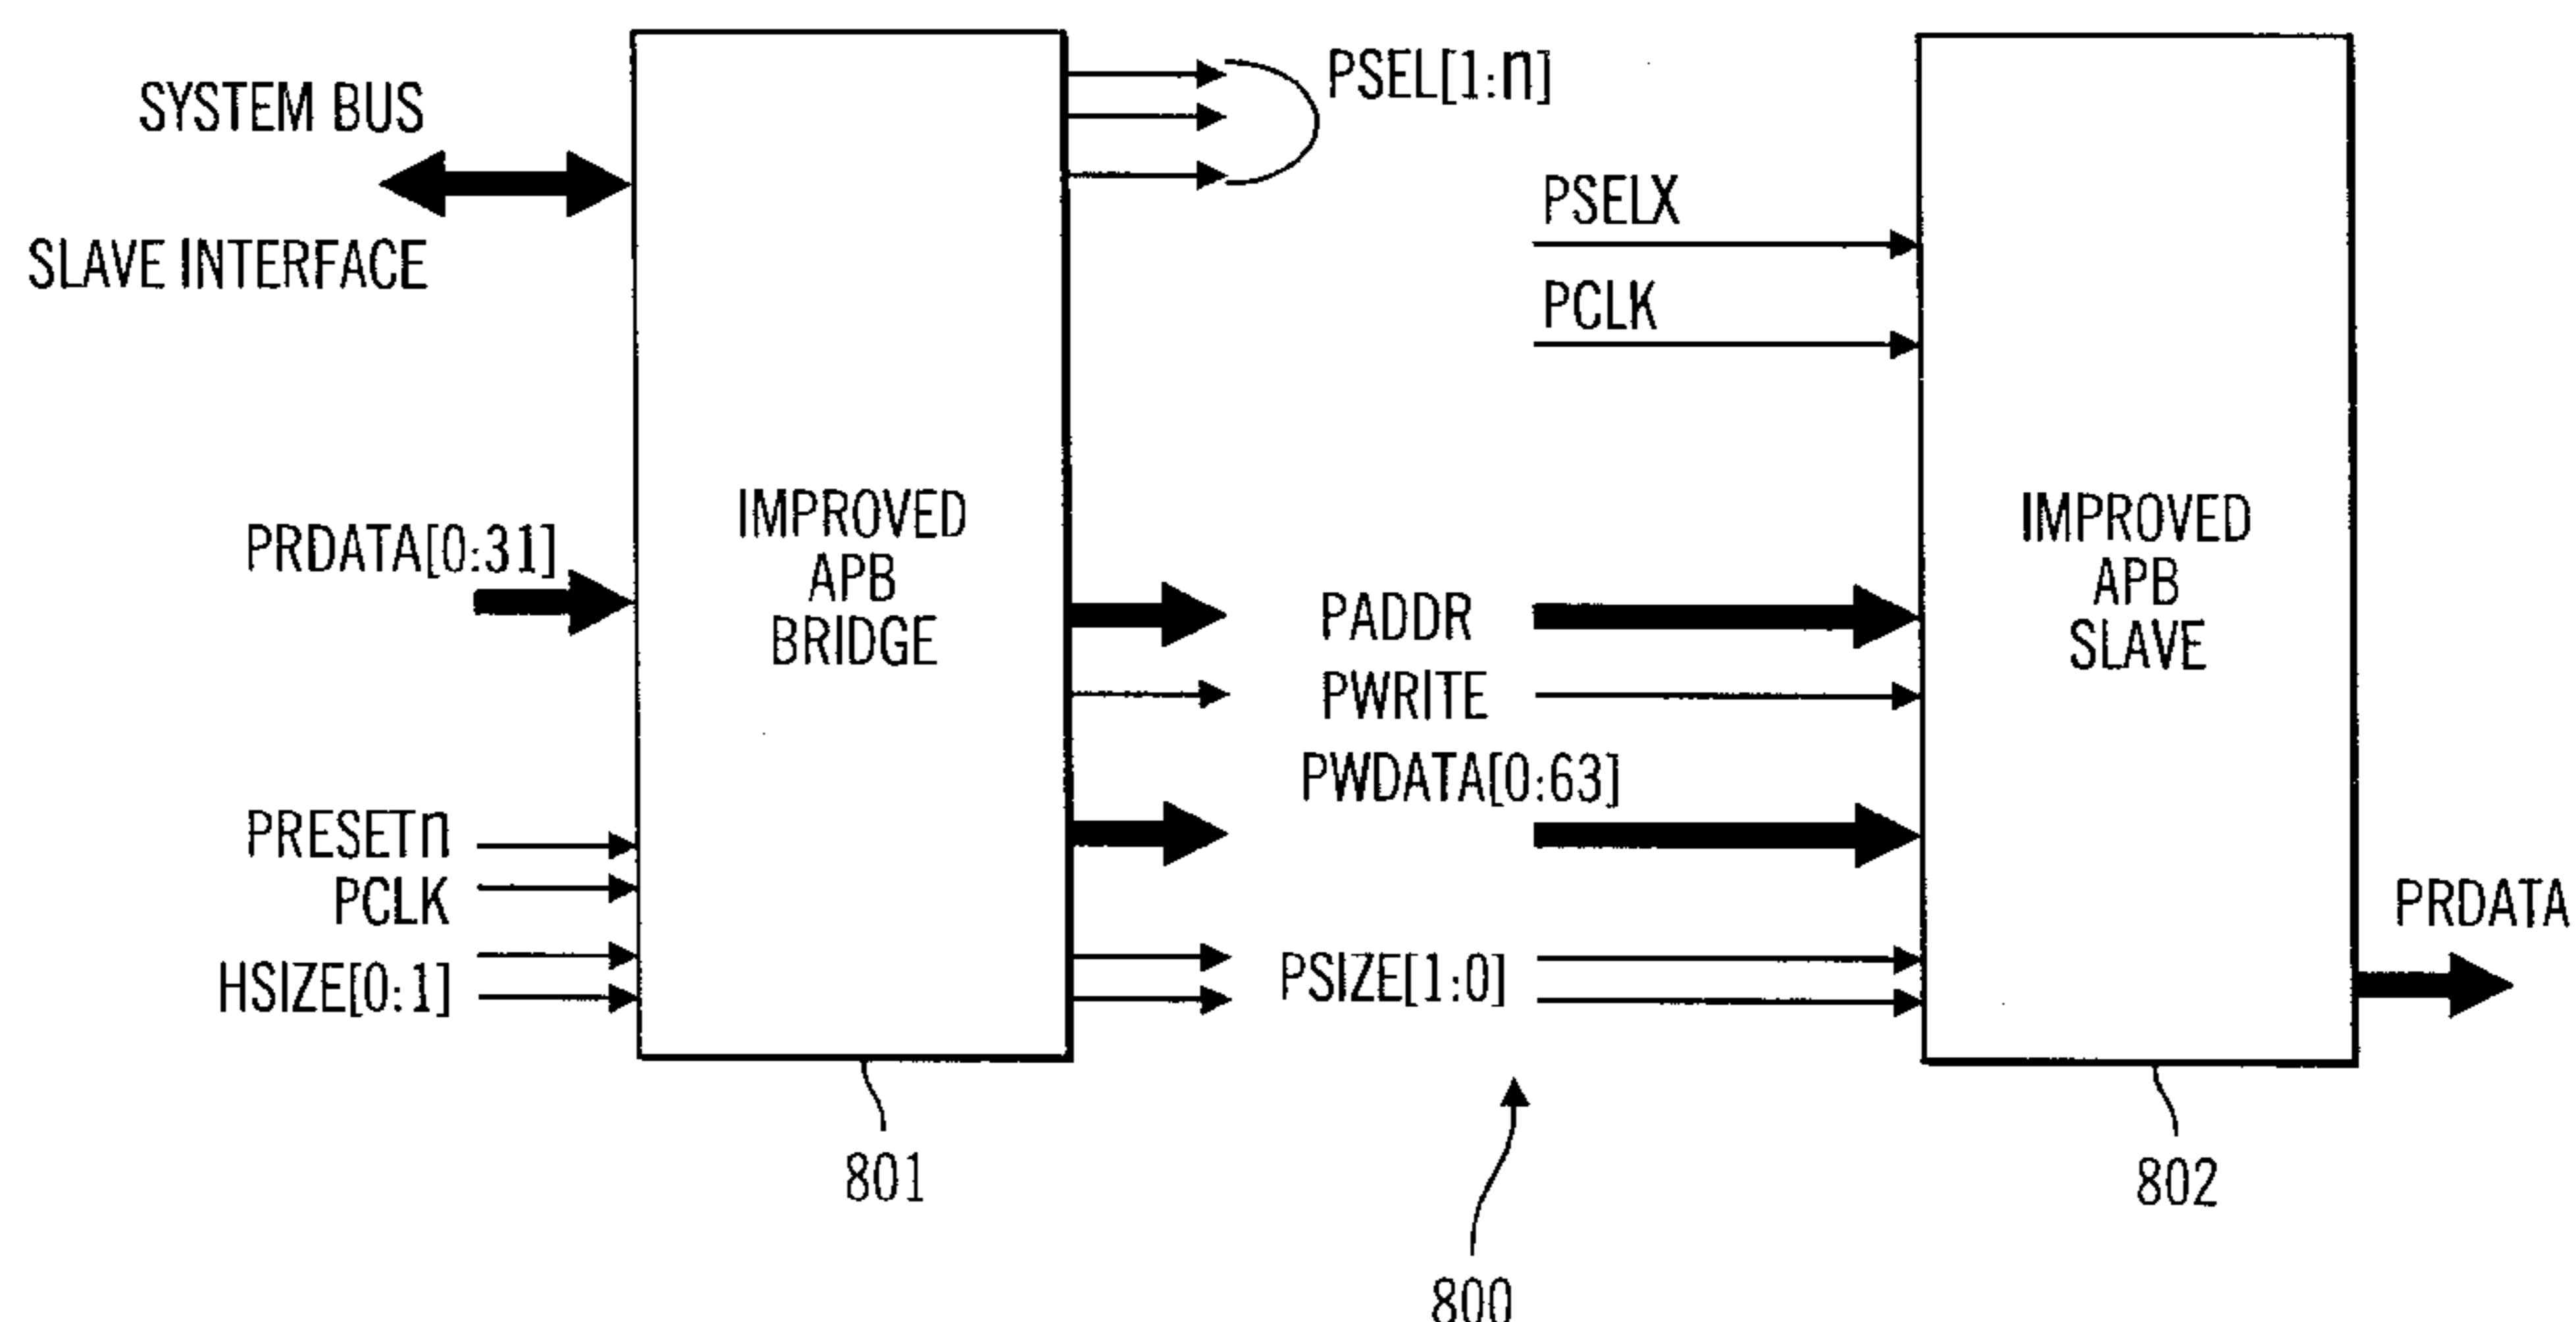 SYSTEM BUS
SLAVE INTERFACE
PRDATA[0:31]
PRESETn
PCLK
HSIZE[0:1]
IMPROVED
APB
BRIDGE
801
PSEL[1:n]
PSELX
PCLK
PADDR
PWRITE
PWDATA[0:63]
PSIZE[1:0]
800
IMPROVED
APB
SLAVE
802
PRDATA